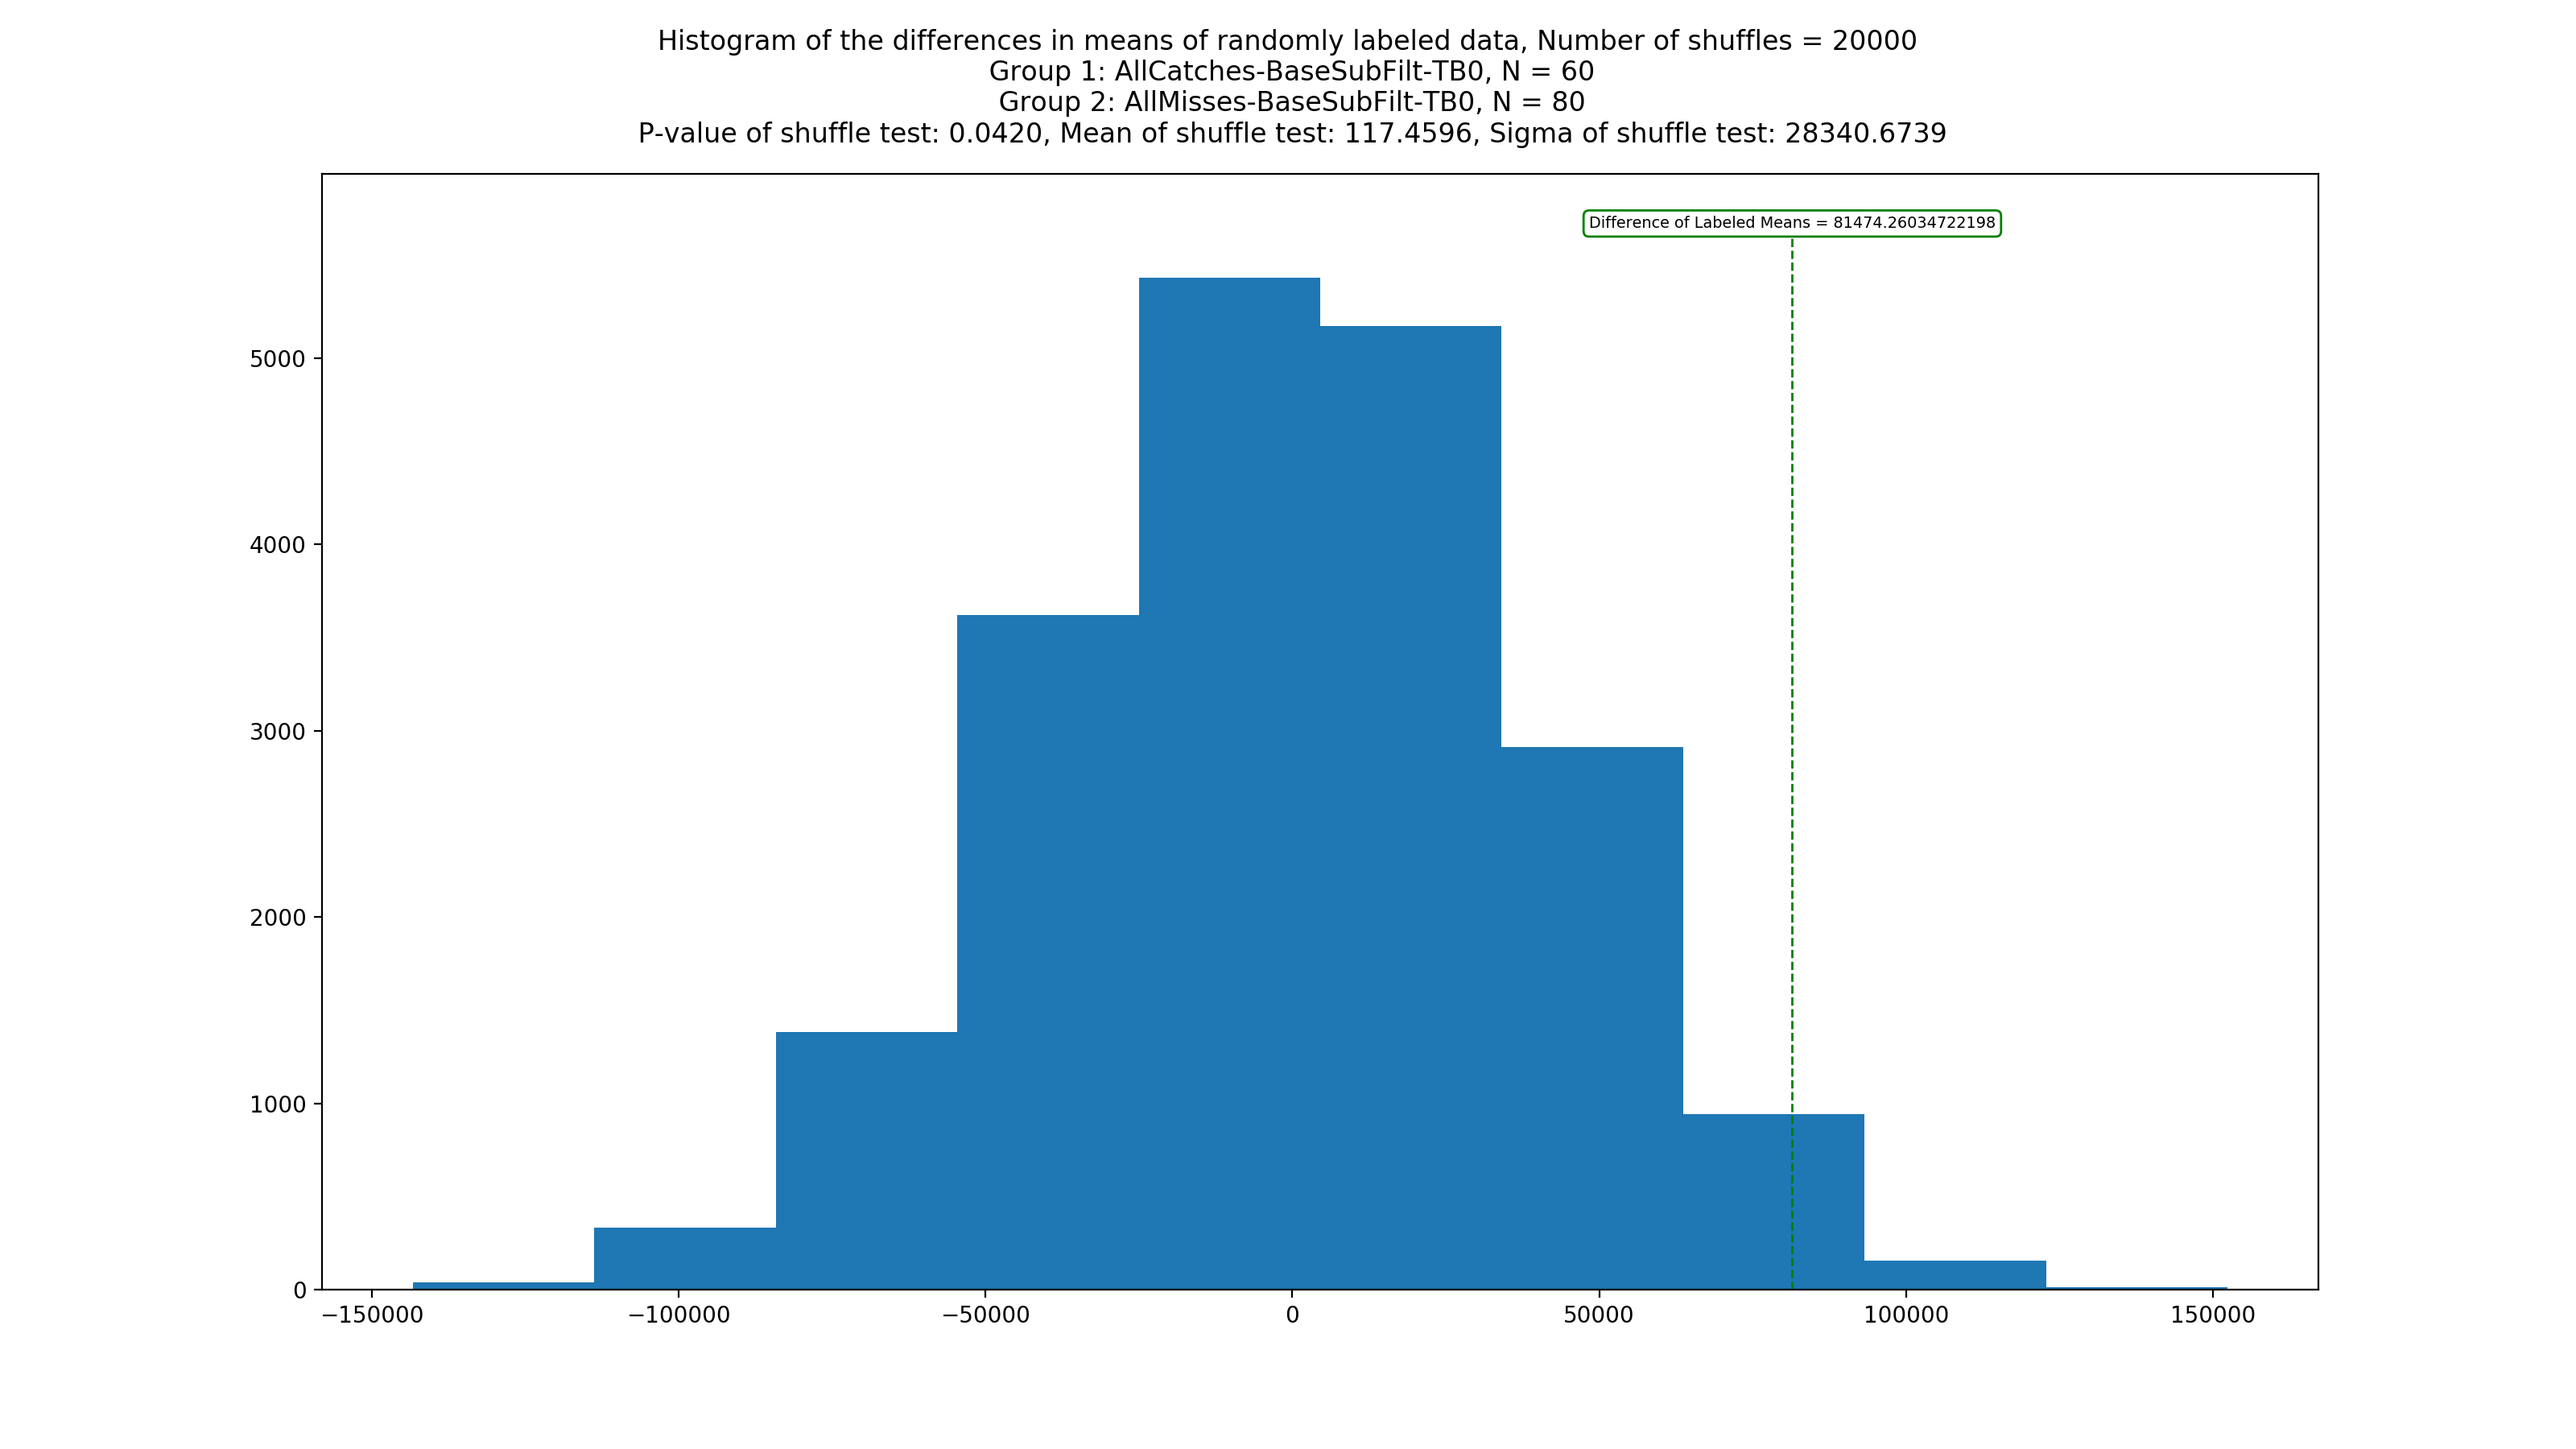 Histogram of the differences in means of randomly labeled data, Number of shuffles = 20000
Group 1: AllCatches-BaseSubFilt-TB0, N = 60
Group 2: AllMisses-BaseSubFilt-TB0, N = 80
P-value of shuffle test: 0.0420, Mean of shuffle test: 117.4596, Sigma of shuffle test: 28340.6739
Difference of Labeled Means = 81474.26034722198
5000
4000
3000
2000
1000
0
−150000 −100000 −50000 0 50000 100000 150000